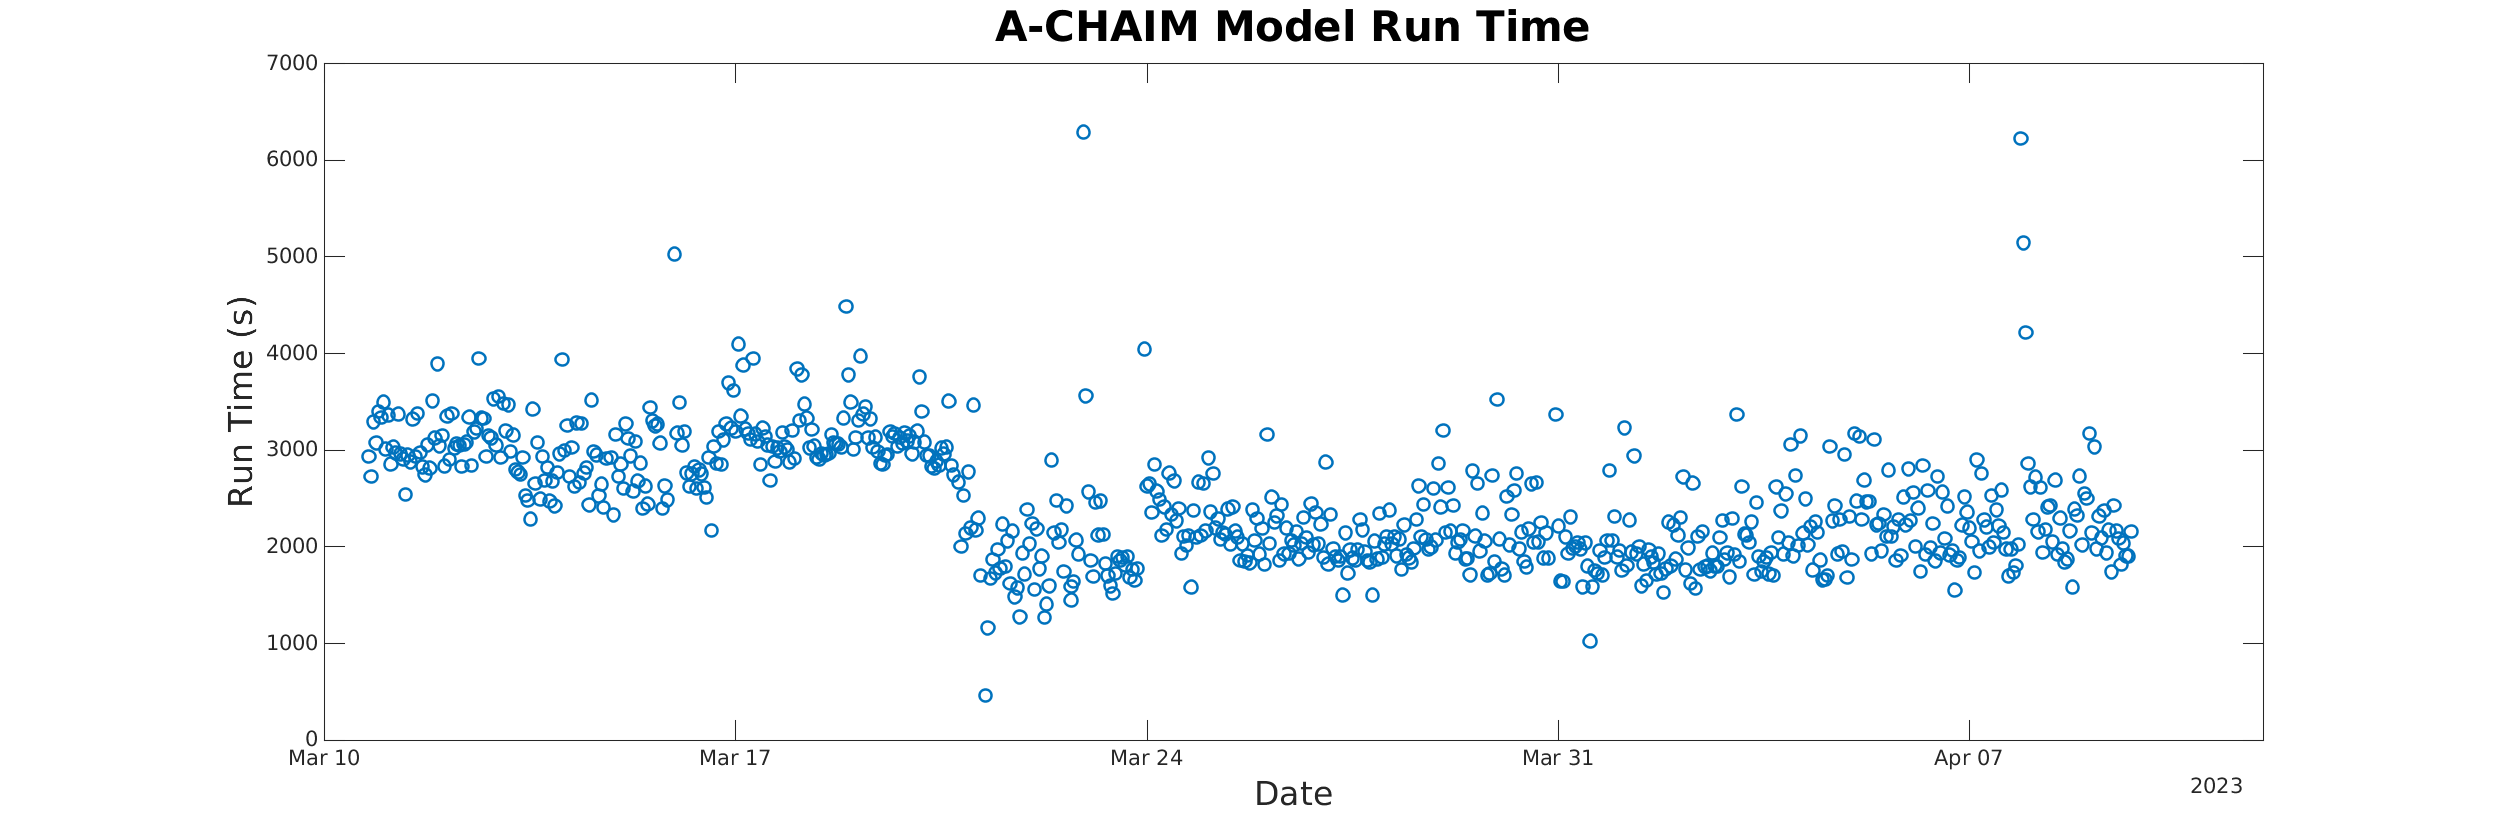 A-CHAIM Model Run Time
7000
6000
5000
4000
3000
2000
1000
0
Run Time (s)
Mar 10
Mar 17
Mar 24
Mar 31
Apr 07
2023
Date